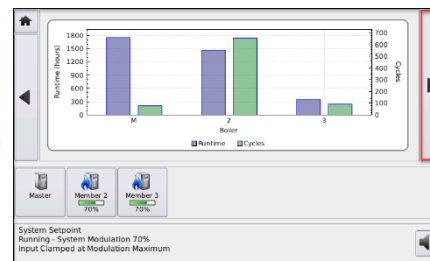 1800
1500
1200
900
600
300
0
Runtime (hours)
700
600
500
400
300
200
100
0
Cycles
M 2 3
Boiler
Runtime Cycles
Master
Member 2
70%
Member 3
70%
System Setpoint
Running - System Modulation 70%
Input Clamped at Modulation Maximum